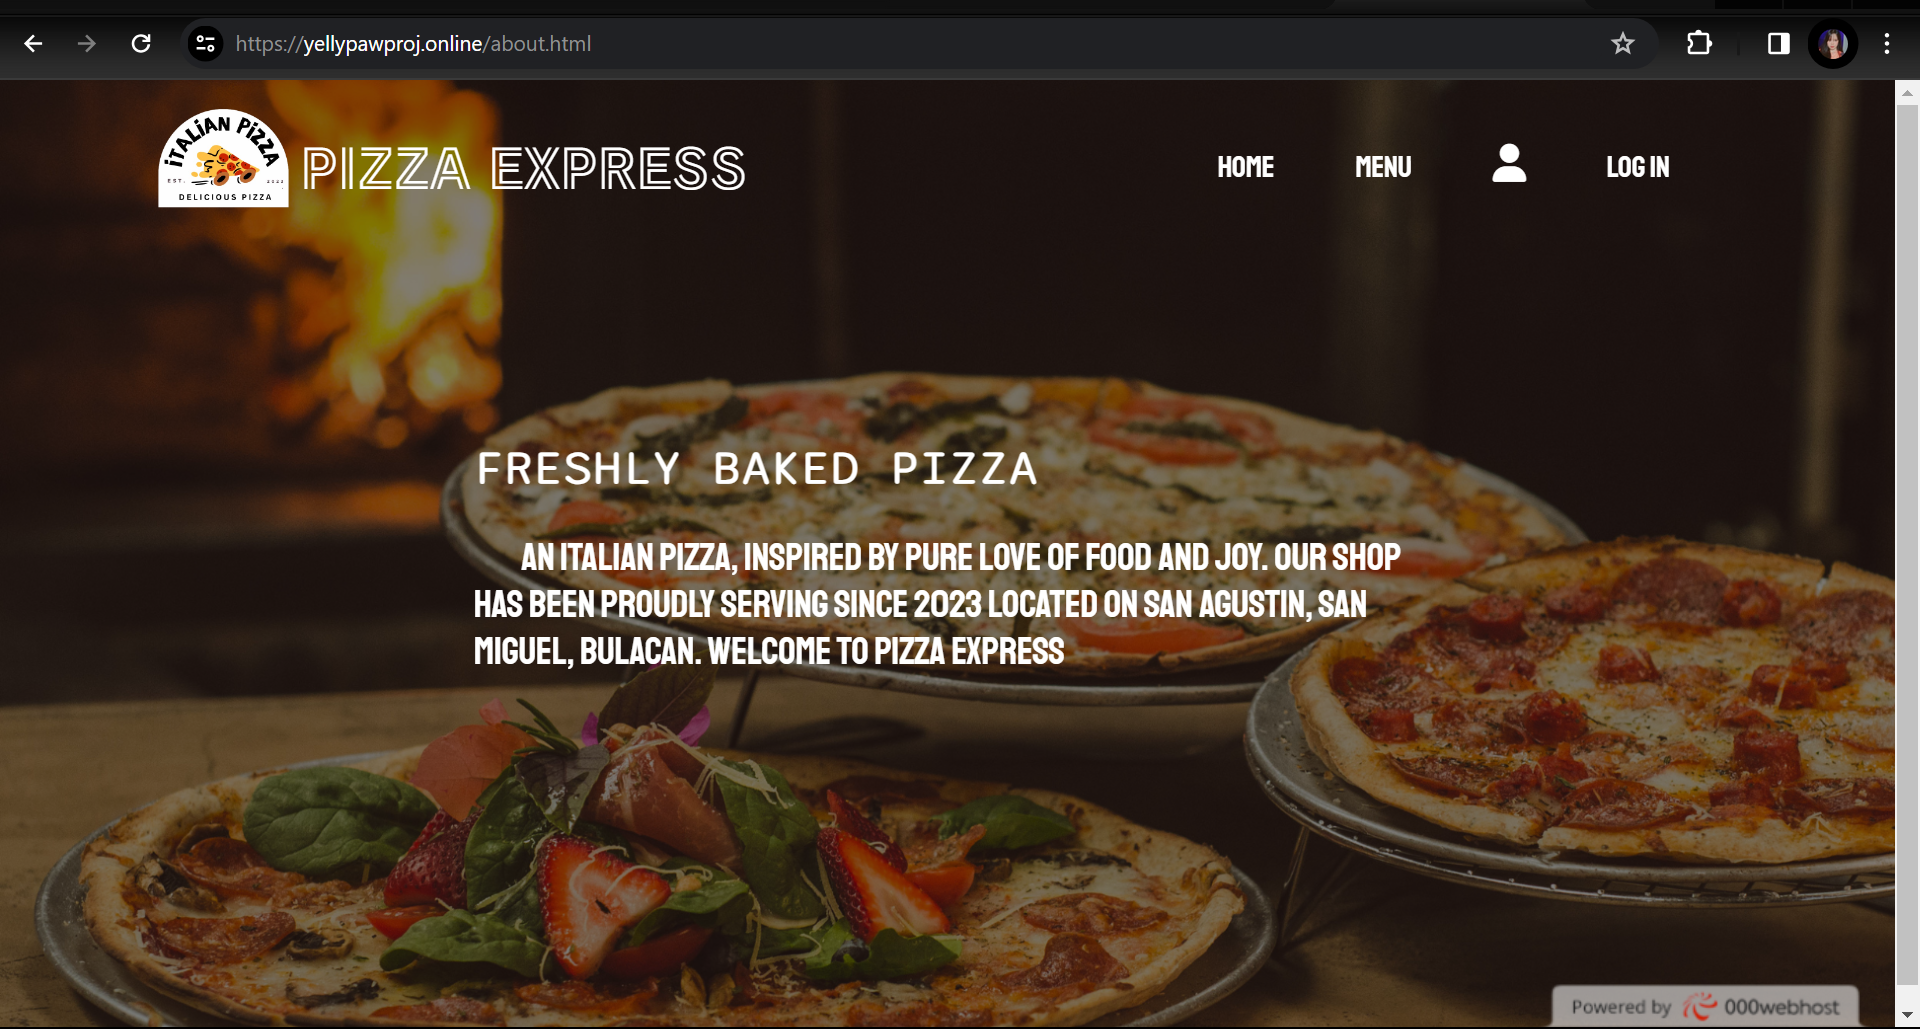 https://yellypawproj.online/about.html
iTALiAN PiZZA
EST.
DELICIOUS PIZZA
PIZZA EXPRESS
HOME
MENU
LOG IN
FRESHLY BAKED PIZZA
AN ITALIAN PIZZA, INSPIRED BY PURE LOVE OF FOOD AND JOY. OUR SHOP
HAS BEEN PROUDLY SERVING SINCE 2023 LOCATED ON SAN AGUSTIN, SAN
MIGUEL, BULACAN. WELCOME TO PIZZA EXPRESS
Powered by 000webhost